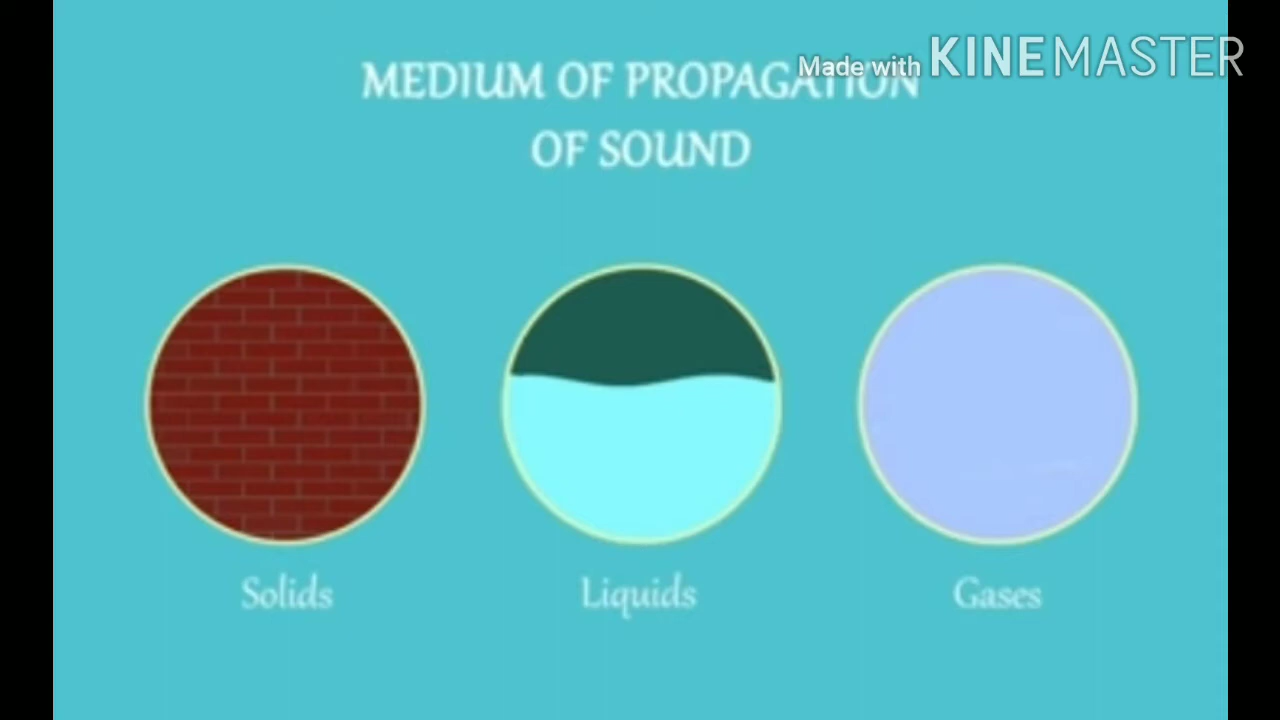 Made with KINEMASTER
MEDIUM OF PROPAGATION
OF SOUND
Solids
Liquids
Gases